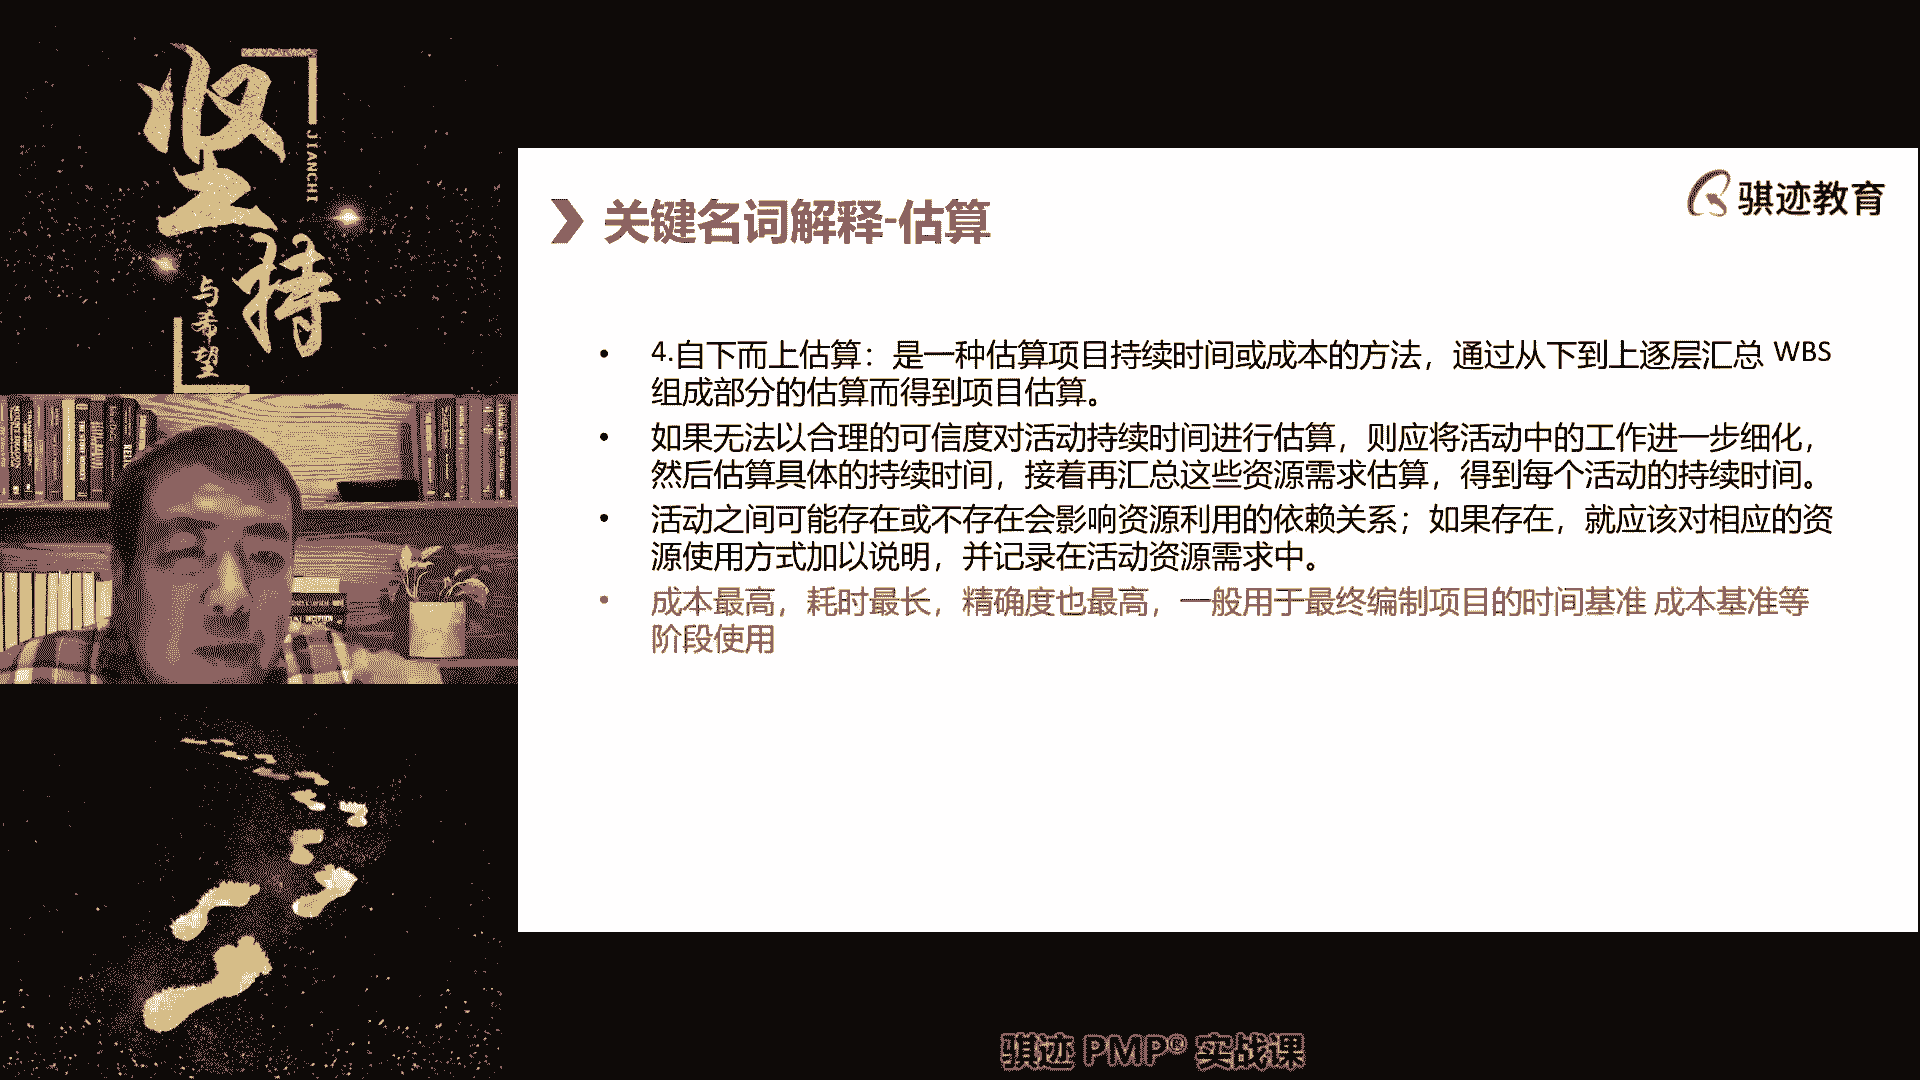 坚持
JIANCHI
与希望
骐迹教育
关键名词解释-估算
• 4.自下而上估算：是一种估算项目持续时间或成本的方法，通过从下到上逐层汇总 WBS
组成部分的估算而得到项目估算。
• 如果无法以合理的可信度对活动持续时间进行估算，则应将活动中的工作进一步细化，
然后估算具体的持续时间，接着再汇总这些资源需求估算，得到每个活动的持续时间。
• 活动之间可能存在或不存在会影响资源利用的依赖关系；如果存在，就应该对相应的资
源使用方式加以说明，并记录在活动资源需求中。
• 成本最高，耗时最长，精确度也最高，一般用于最终编制项目的时间基准 成本基准等
阶段使用
骐迹 PMP® 实战课